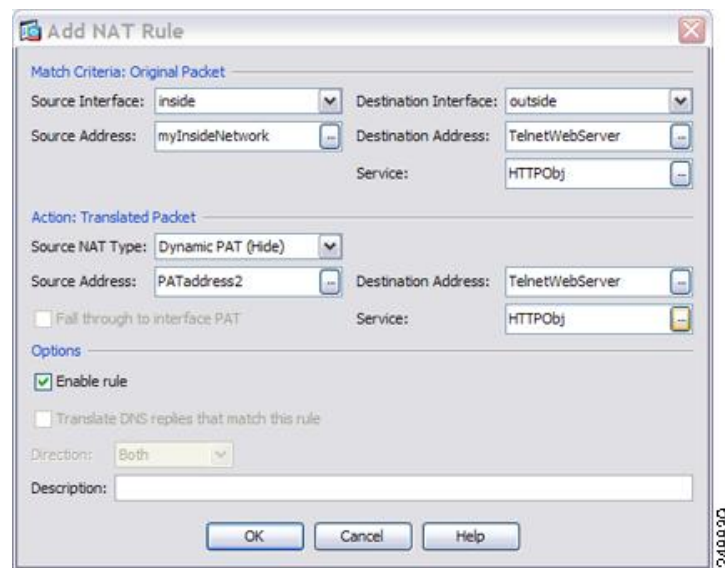 Add NAT Rule
Match Criteria: Original Packet
Source Interface: inside Destination Interface: outside
Source Address: myInsideNetwork ... Destination Address: TelnetWebServer ...
Service: HTTPObj ...
Action: Translated Packet
Source NAT Type: Dynamic PAT (Hide)
Source Address: PATaddress2 ... Destination Address: TelnetWebServer ...
Fall through to interface PAT Service: HTTPObj ...
Options
Enable rule
Translate DNS replies that match this rule
Direction: Both
Description:
OK Cancel Help